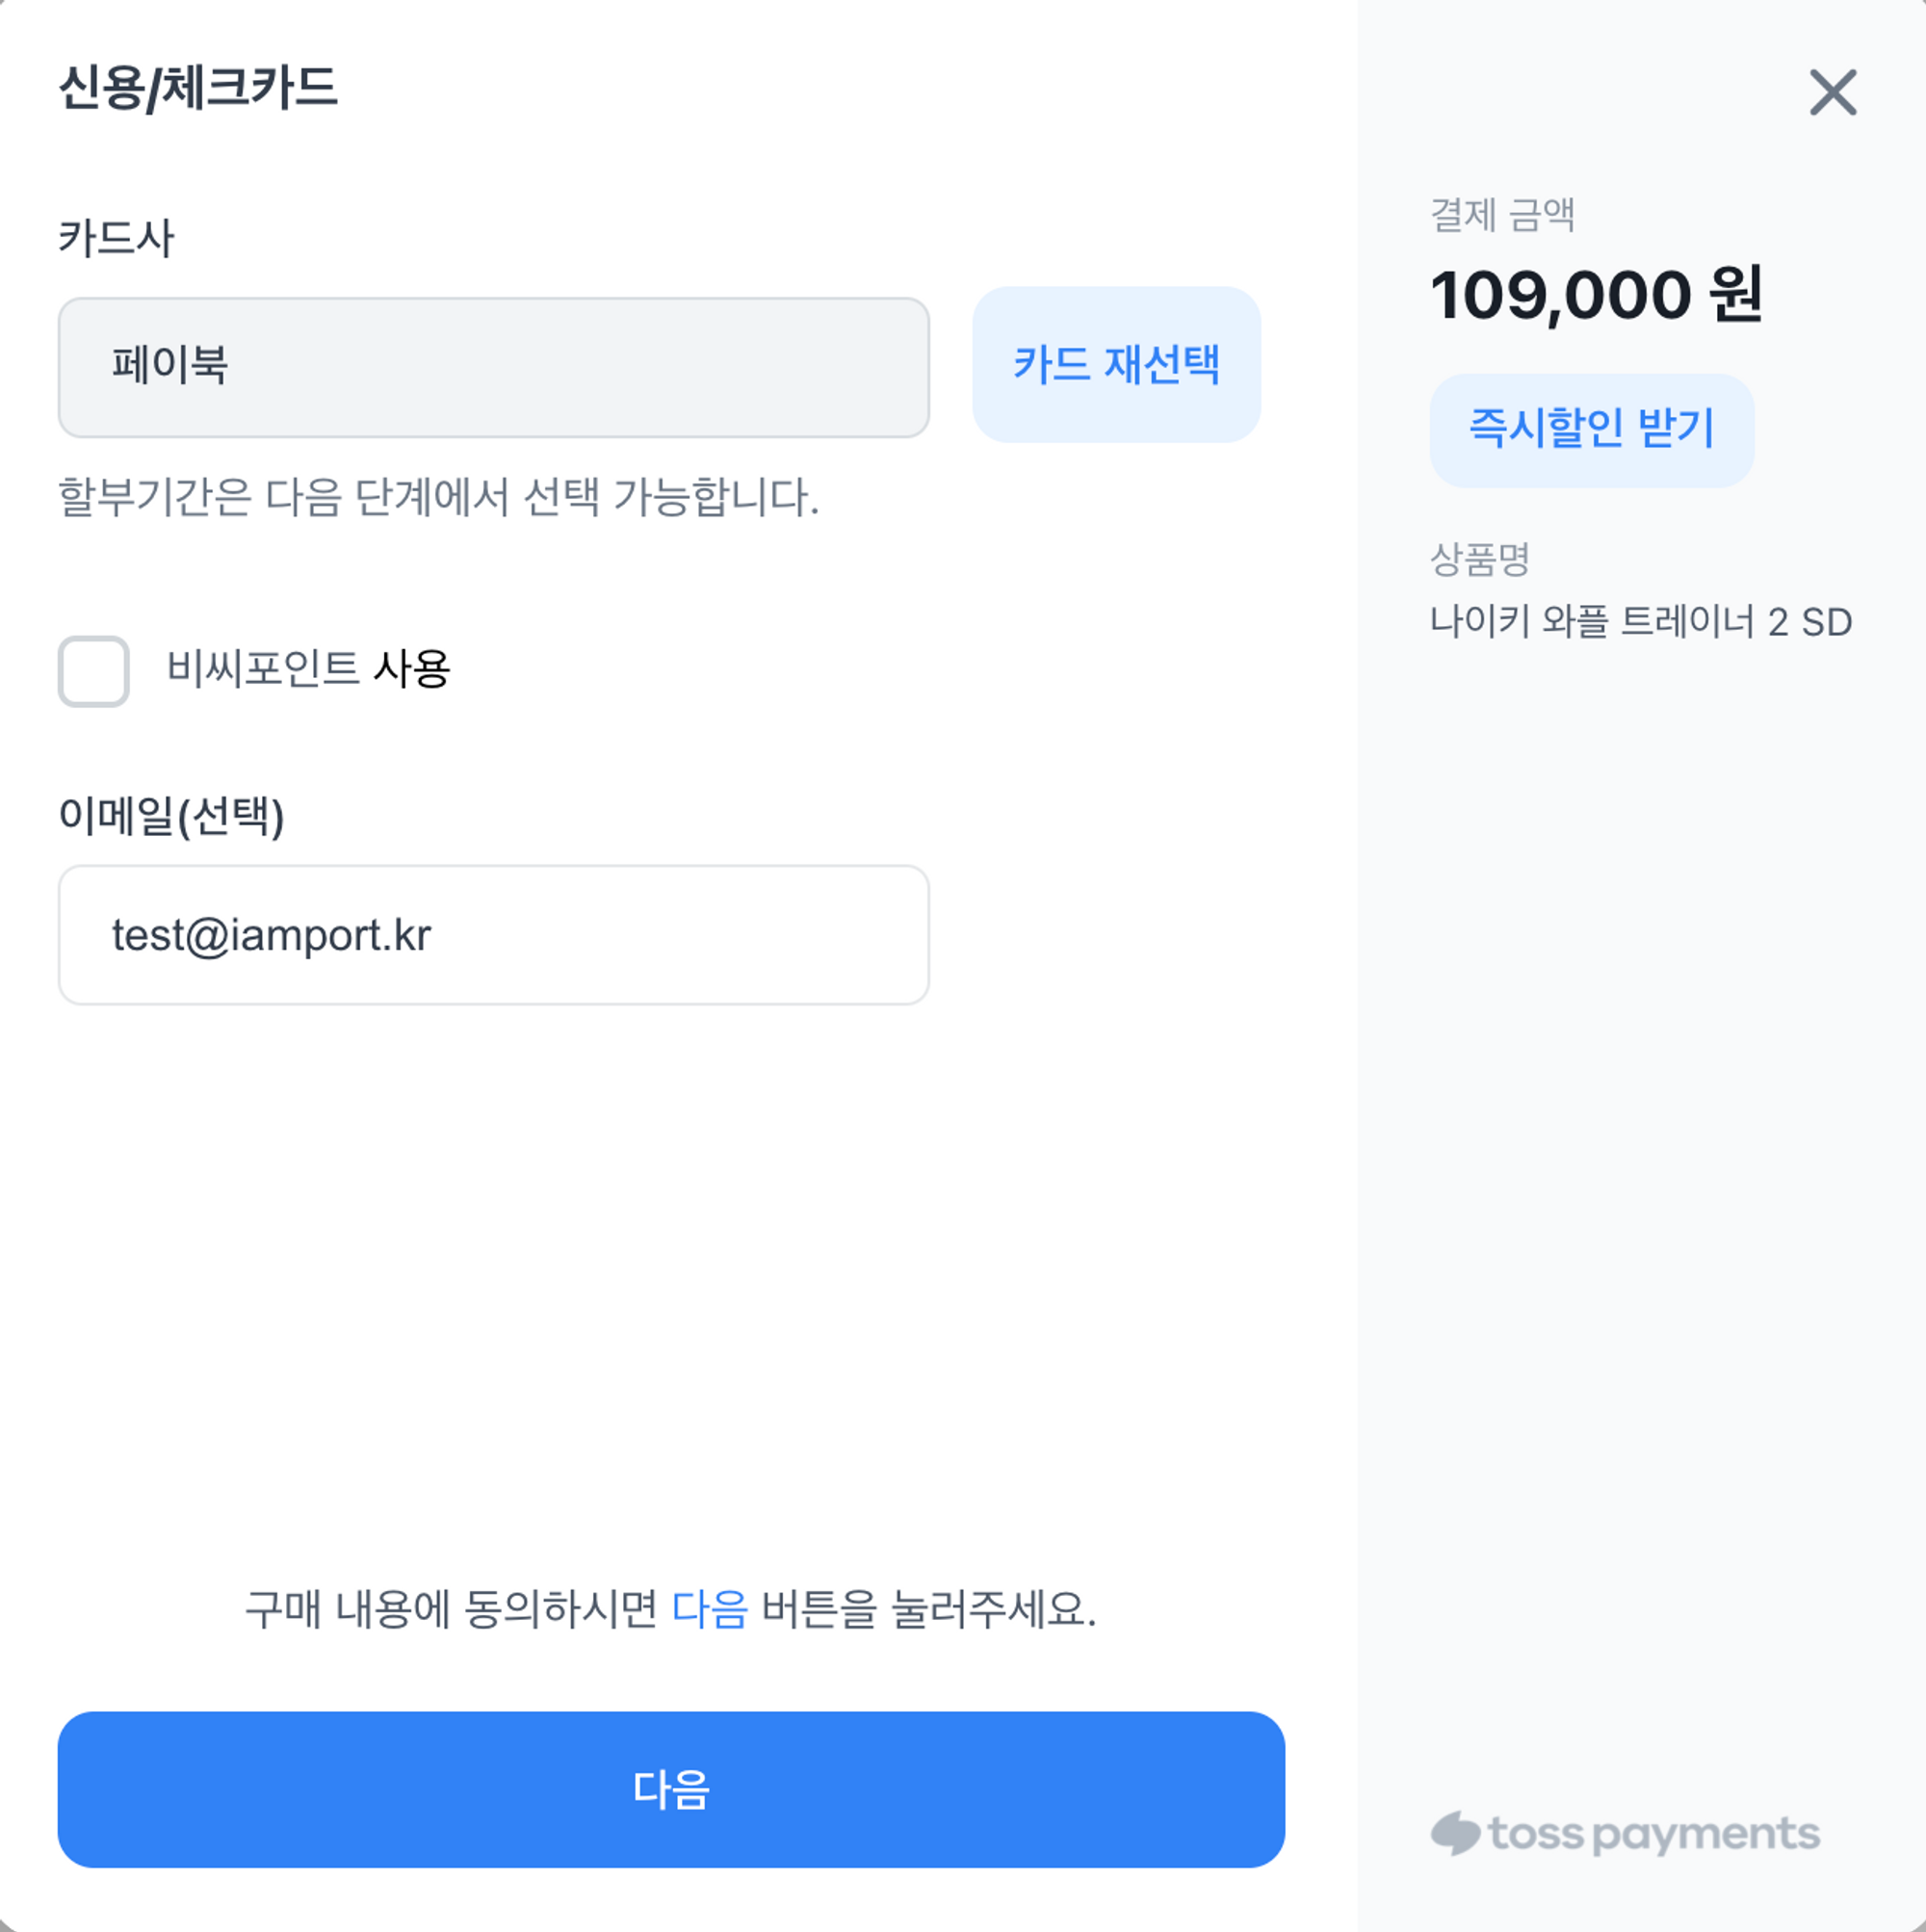 신용/체크카드
카드사
페이북
카드 재선택
할부기간은 다음 단계에서 선택 가능합니다.
비씨포인트 사용
이메일(선택)
test@iamport.kr
구매 내용에 동의하시면 다음 버튼을 눌러주세요.
다음
결제 금액
109,000 원
즉시할인 받기
상품명
나이키 와플 트레이너 2 SD
toss payments